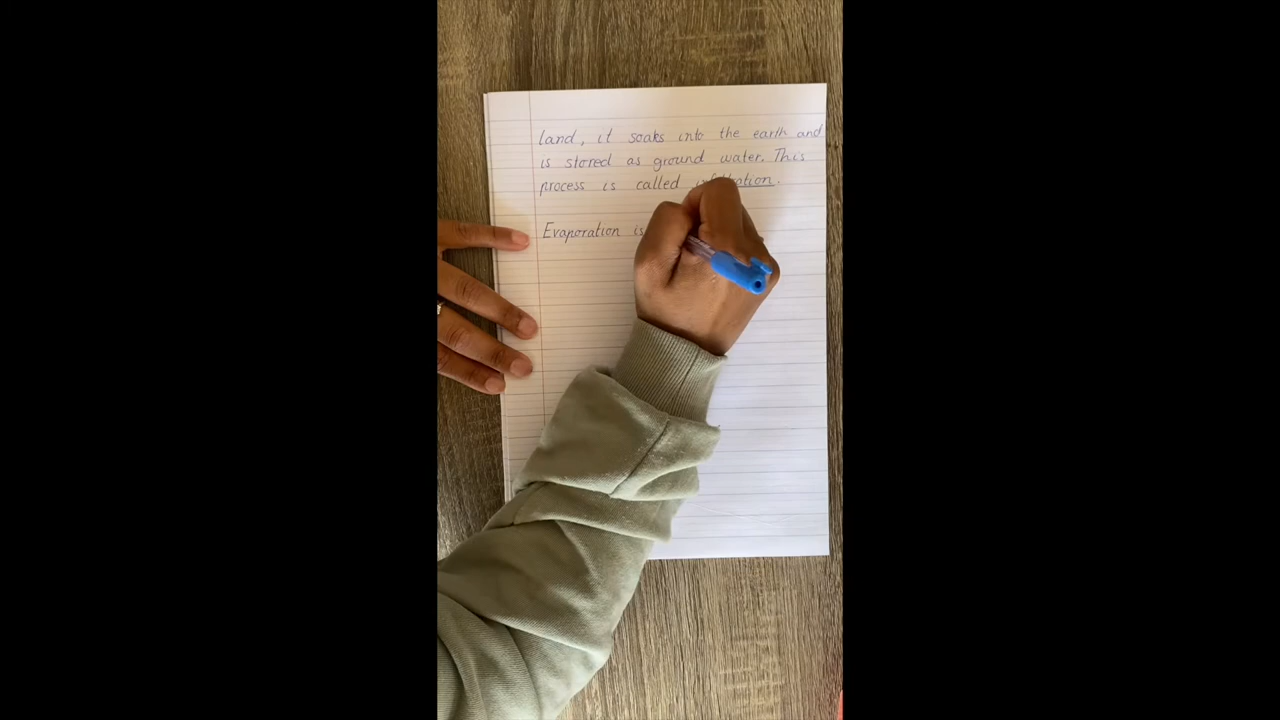 land, it soaks into the earth and
is stored as ground water. This
process is called
Evaporation is